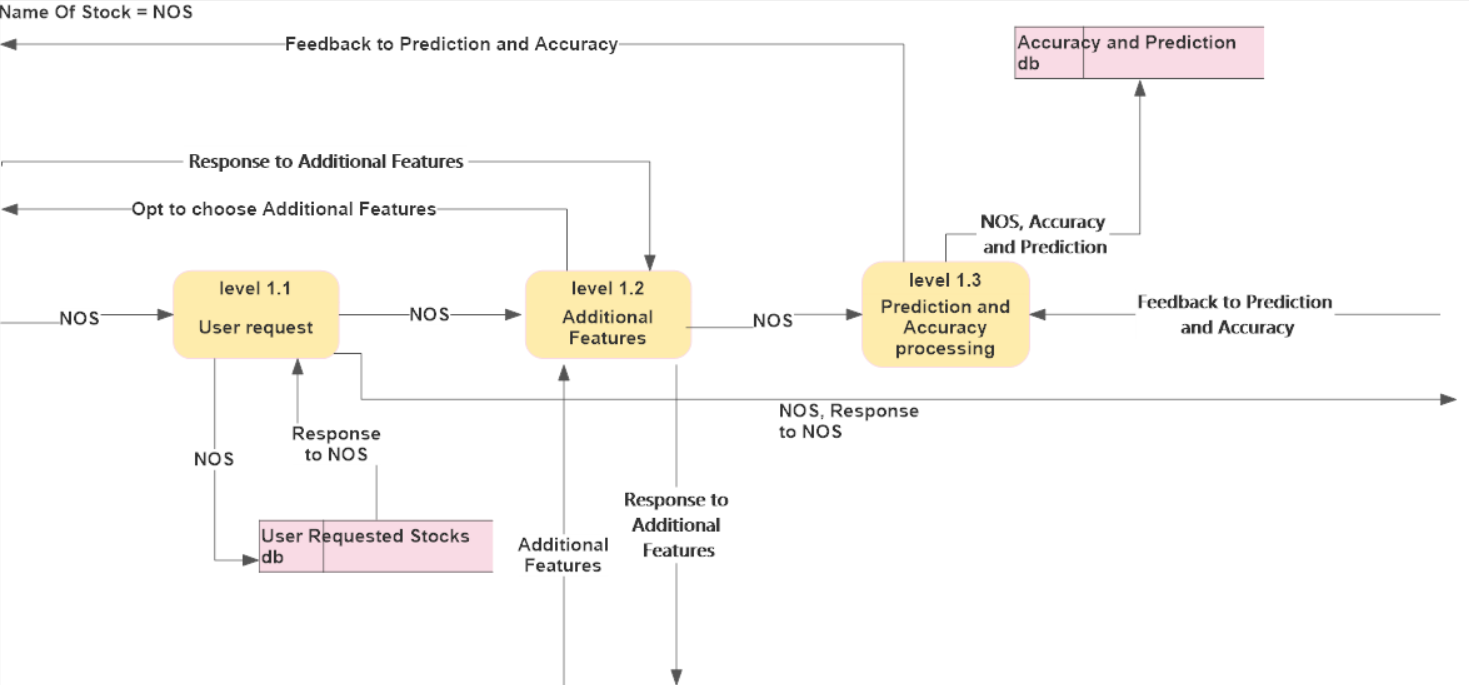 Name Of Stock = NOS
Feedback to Prediction and Accuracy
Accuracy and Prediction
db
Response to Additional Features
Opt to choose Additional Features
NOS, Accuracy
and Prediction
NOS
level 1.1
User request
NOS
level 1.2
Additional
Features
NOS
level 1.3
Prediction and
Accuracy
processing
Feedback to Prediction
and Accuracy
NOS, Response
to NOS
NOS
Response
to NOS
User Requested Stocks
db
Additional
Features
Response to
Additional
Features